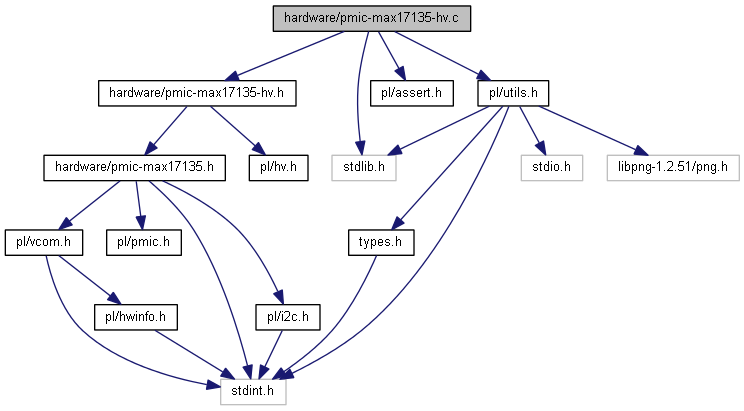 hardware/pmic-max17135-hv.c
hardware/pmic-max17135-hv.h
pl/assert.h
pl/utils.h
hardware/pmic-max17135.h
pl/hv.h
stdlib.h
stdio.h
libpng-1.2.51/png.h
pl/vcom.h
pl/pmic.h
types.h
pl/hwinfo.h
pl/i2c.h
stdint.h